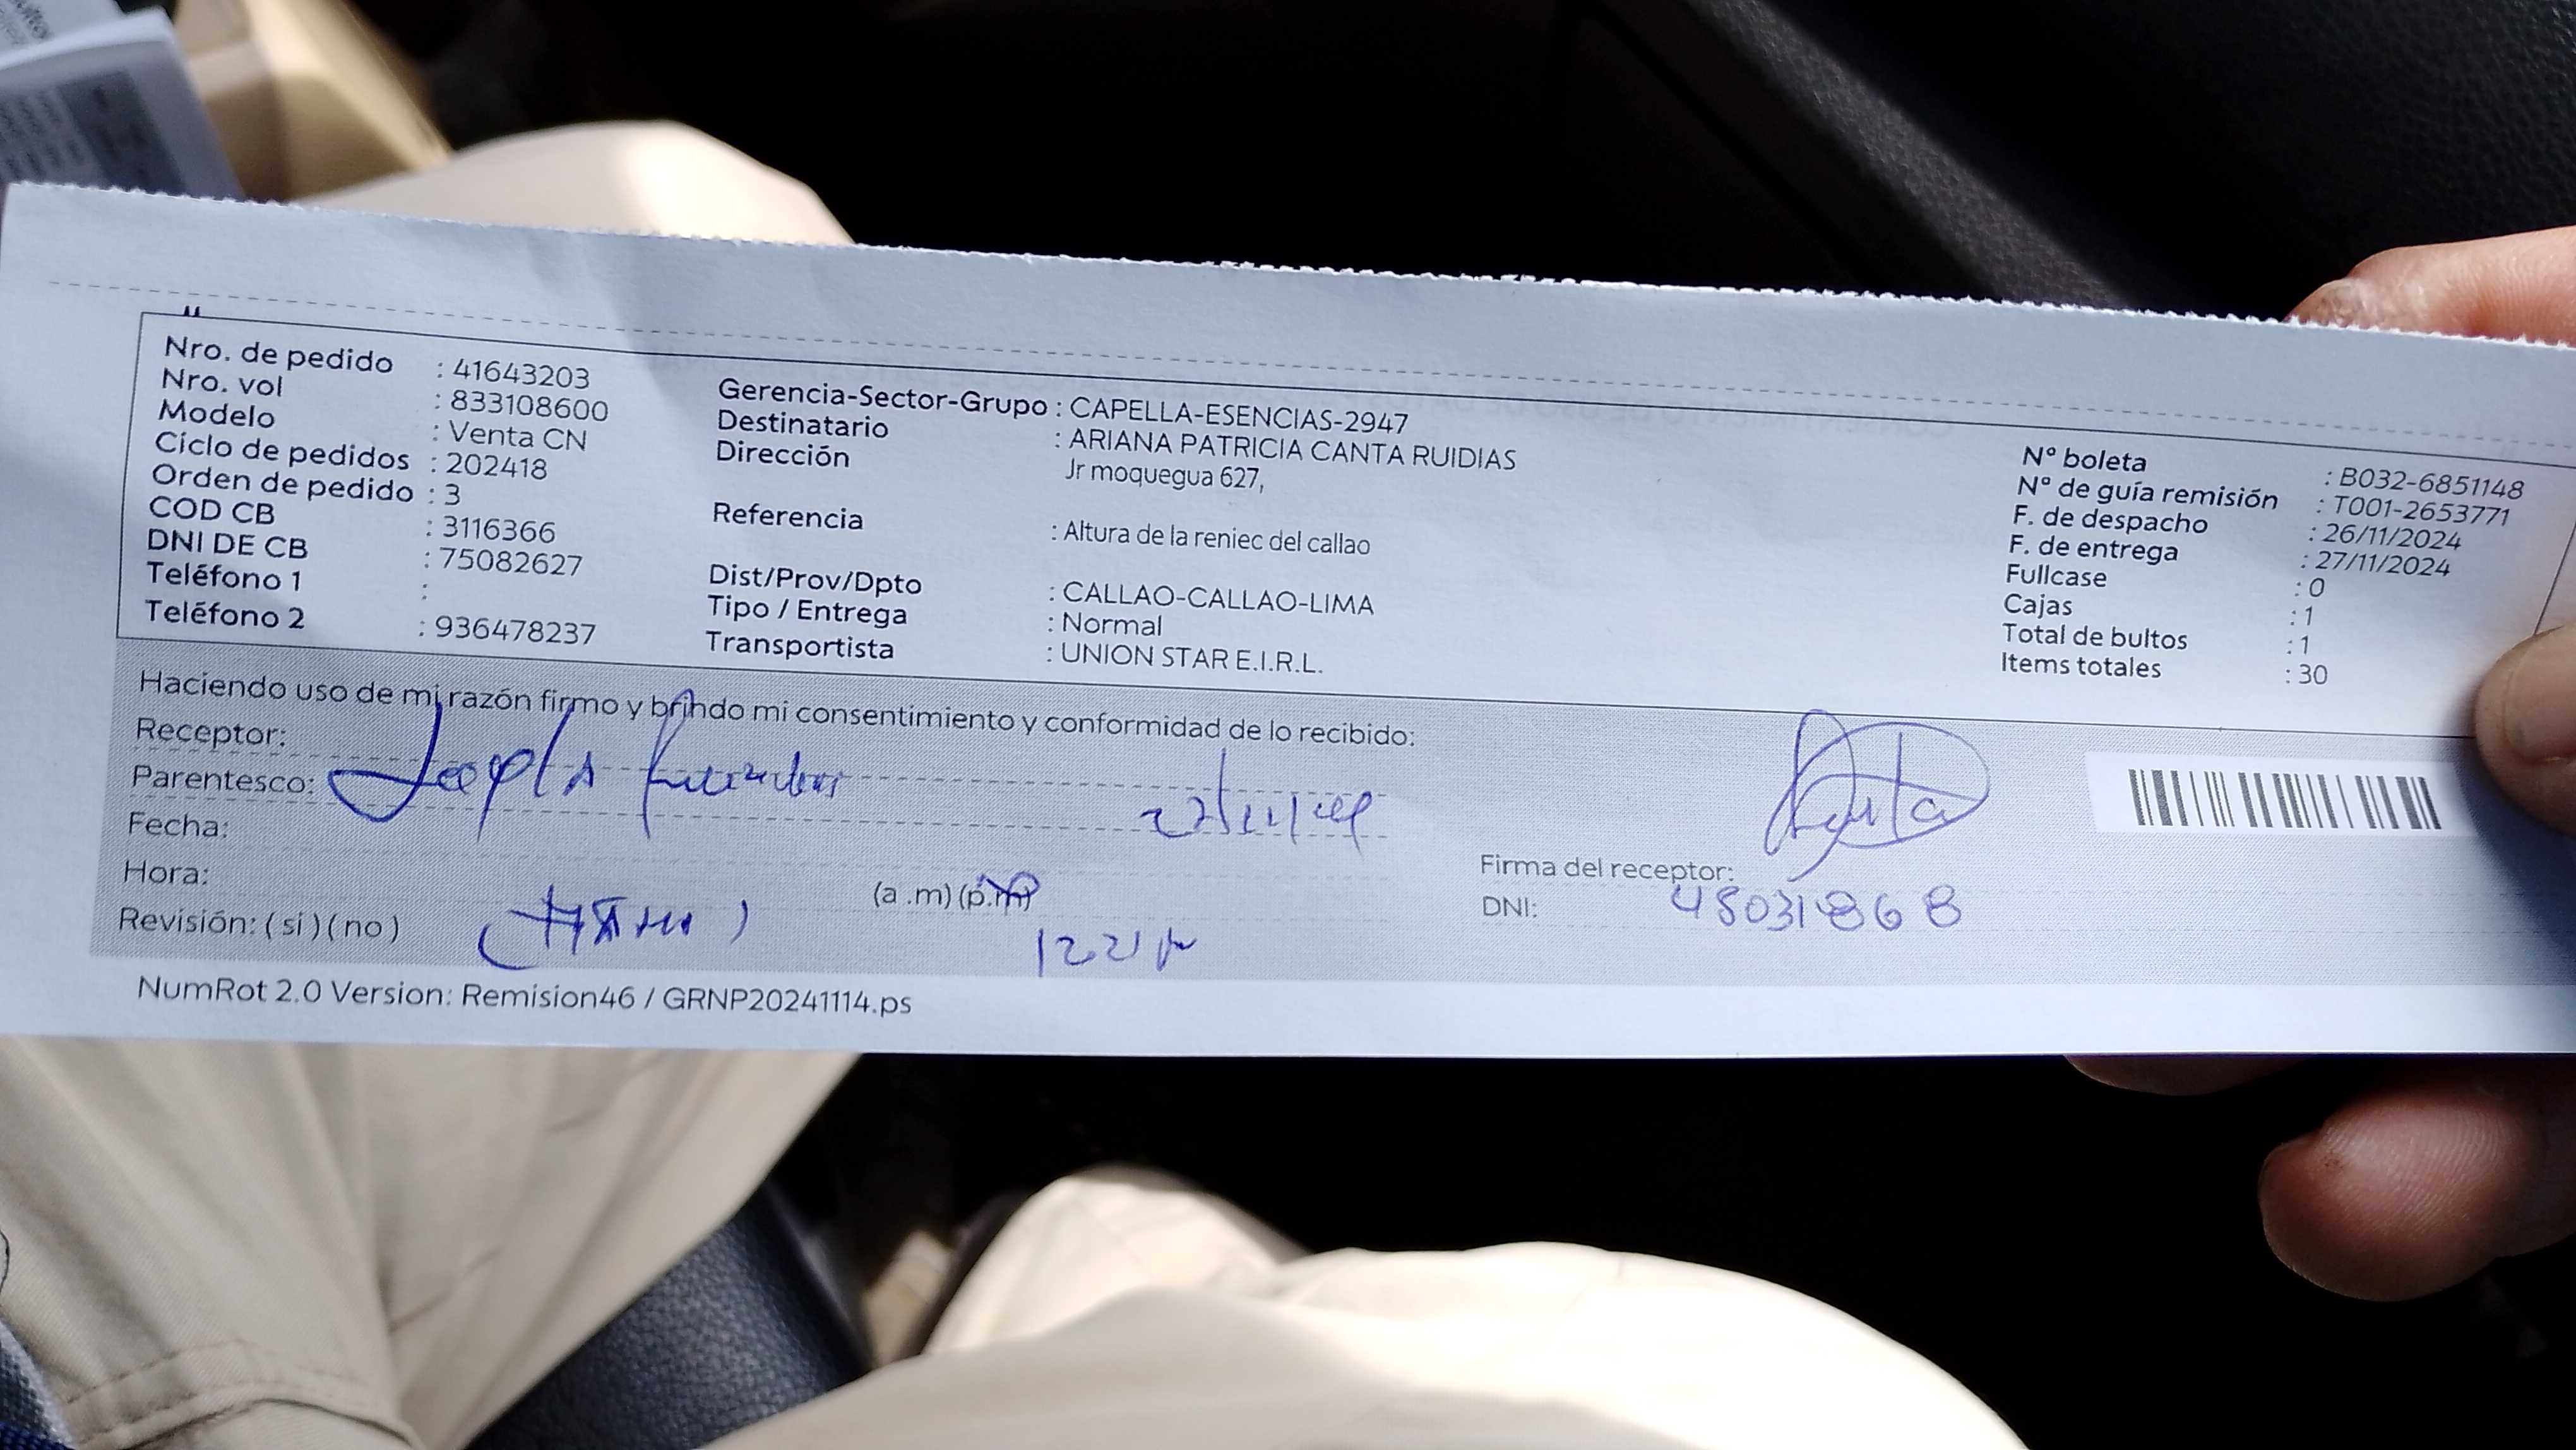 Nro. de pedido : 41643203
Nro. vol : 833108600
Modelo : Venta CN
Ciclo de pedidos : 202418
Orden de pedido : 3
COD CB : 3116366
DNI DE CB : 75082627
Teléfono 1 :
Teléfono 2 : 936478237
Gerencia-Sector-Grupo : CAPELLA-ESENCIAS-2947
Destinatario : ARIANA PATRICIA CANTA RUIDIAS
Dirección Jr moquegua 627,
Referencia : Altura de la reniec del callao
Dist/Prov/Dpto : CALLAO-CALLAO-LIMA
Tipo / Entrega : Normal
Transportista : UNION STAR E.I.R.L.
N° boleta : B032-6851148
N° de guía remisión : T001-2653771
F. de despacho : 26/11/2024
F. de entrega : 27/11/2024
Fullcase : 0
Cajas : 1
Total de bultos : 1
Items totales : 30
Haciendo uso de mi razón firmo y brindo mi consentimiento y conformidad de lo recibido:
Receptor:
Parentesco:
Fecha:
Hora: (a .m) (p.m)
Revisión: ( si ) ( no )
Firma del receptor:
DNI:
NumRot 2.0 Version: Remision46 / GRNP20241114.ps